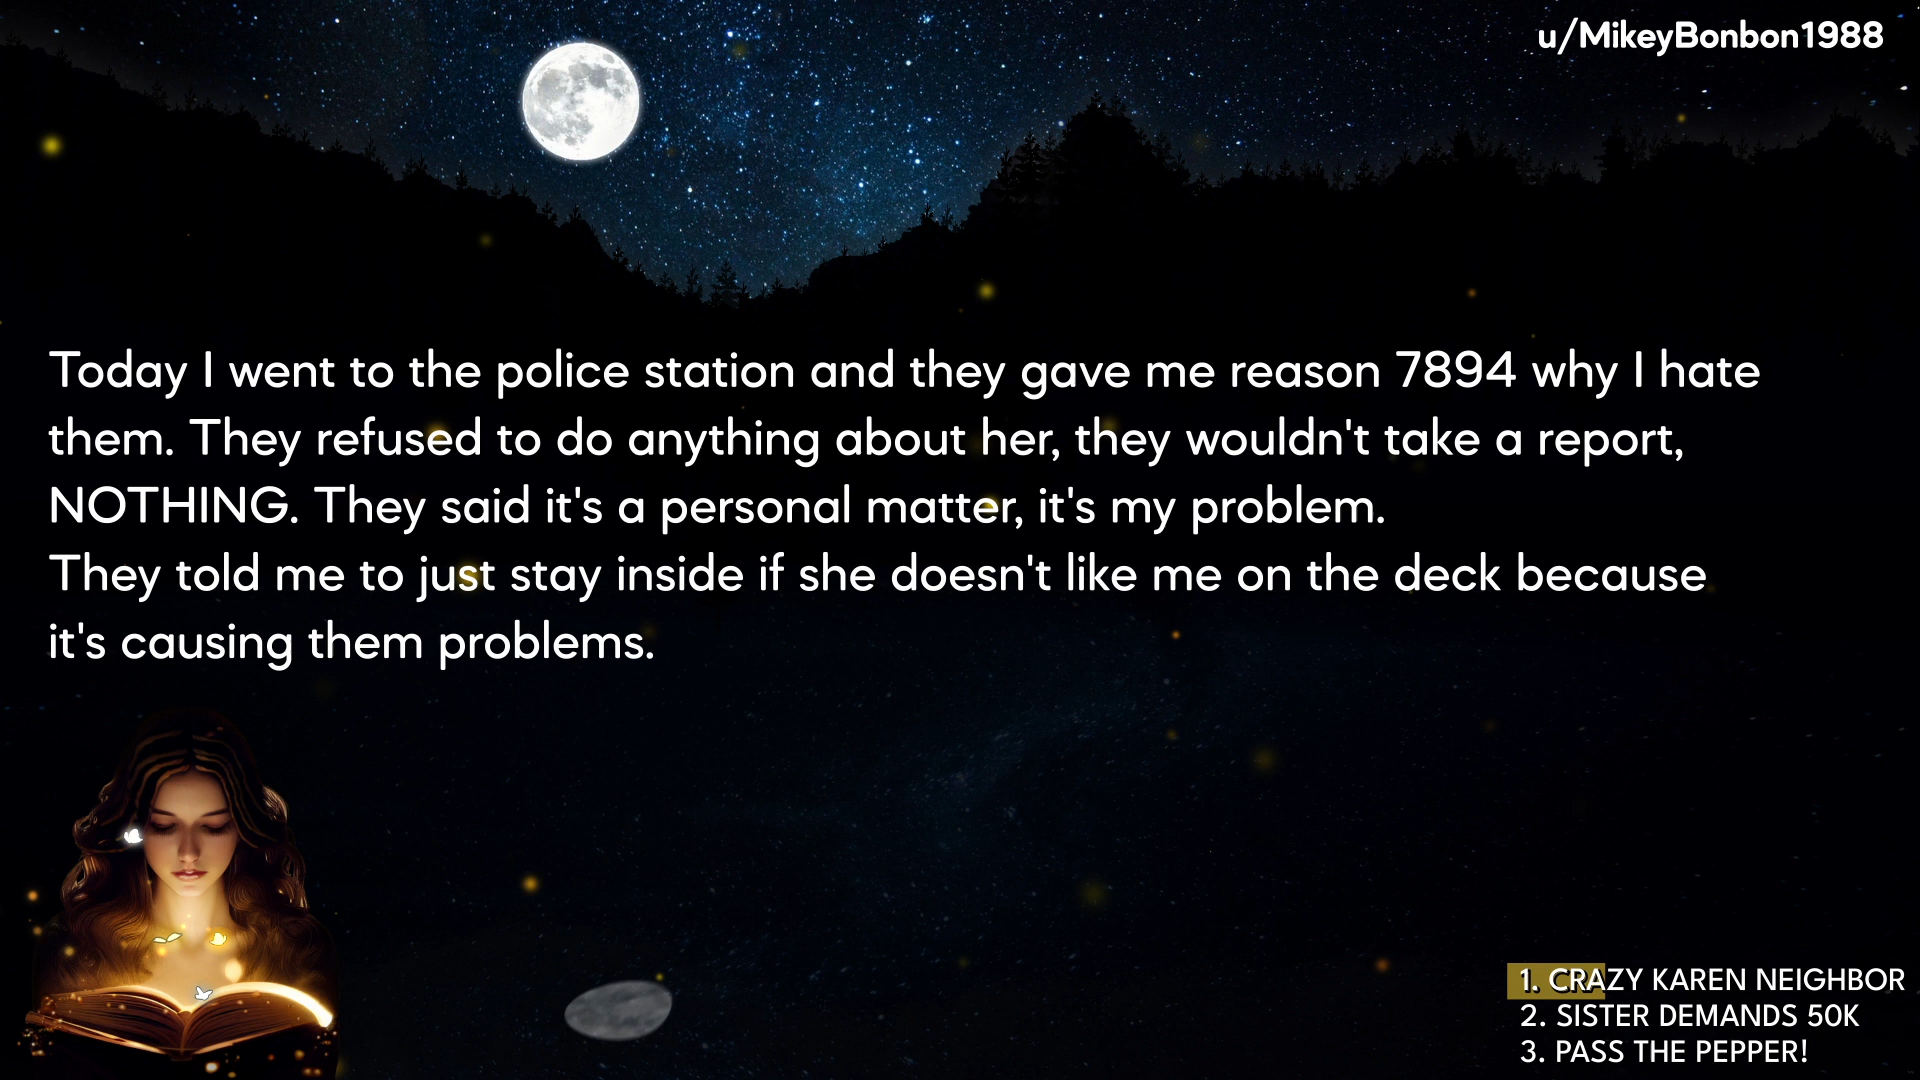 u/MikeyBonbon1988
Today I went to the police station and they gave me reason 7894 why I hate
them. They refused to do anything about her, they wouldn't take a report,
NOTHING. They said it's a personal matter, it's my problem.
They told me to just stay inside if she doesn't like me on the deck because
it's causing them problems.
1. CRAZY KAREN NEIGHBOR
2. SISTER DEMANDS 50K
3. PASS THE PEPPER!